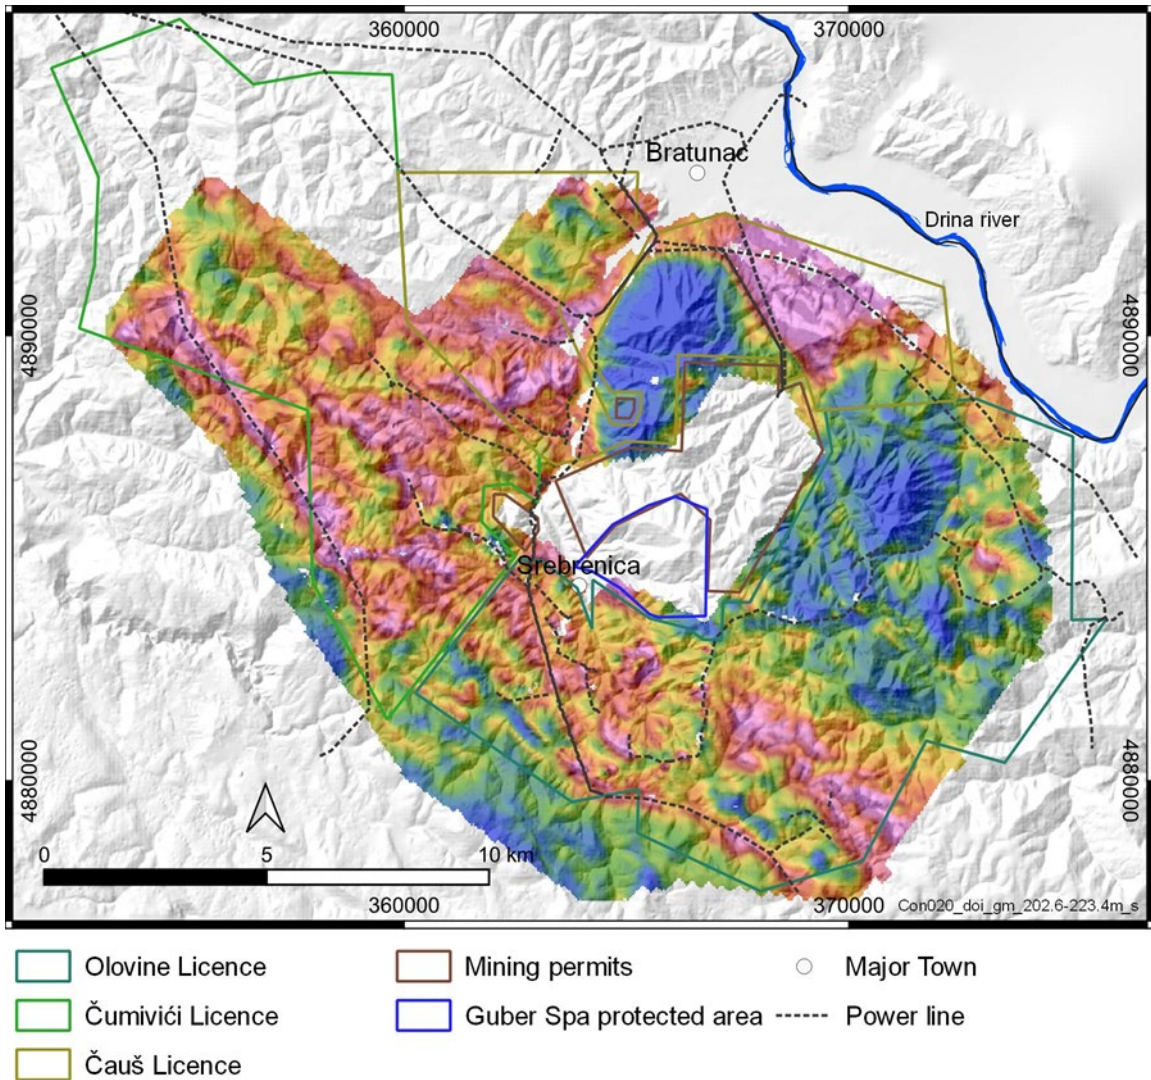 360000
370000
Bratunac
Drina river
4890000
4890000
Srebrenica
4880000
4880000
0
5
10 km
360000
370000
Con020_doi_gm_202.6-223.4m_s
Olovine Licence
Mining permits
Major Town
Čumivići Licence
Guber Spa protected area
Power line
Čauš Licence